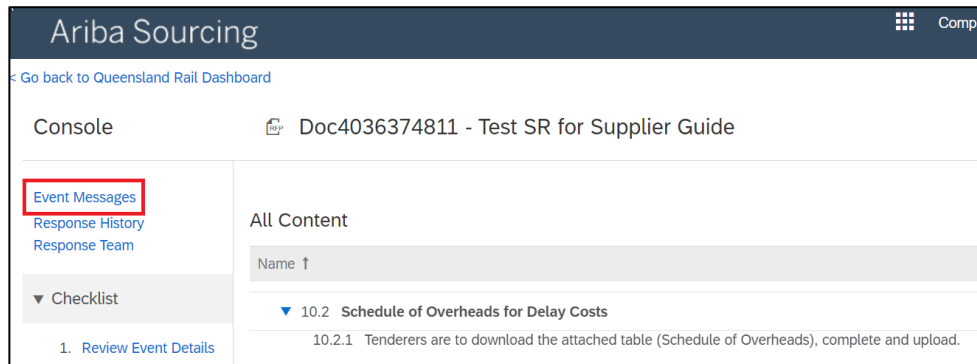 Ariba Sourcing
Comp
< Go back to Queensland Rail Dashboard
Console
RFP Doc4036374811 - Test SR for Supplier Guide
Event Messages
Response History
Response Team
▼ Checklist
1. Review Event Details
All Content
Name ↑
▼ 10.2 Schedule of Overheads for Delay Costs
10.2.1 Tenderers are to download the attached table (Schedule of Overheads), complete and upload.